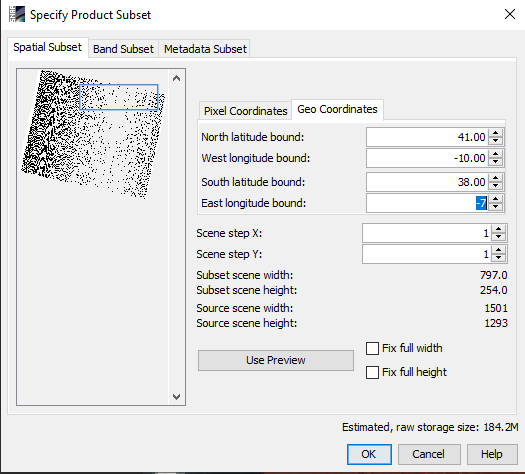 Specify Product Subset
Spatial Subset Band Subset Metadata Subset
Pixel Coordinates Geo Coordinates
North latitude bound: 41.00
West longitude bound: -10.00
South latitude bound: 38.00
East longitude bound: -7
Scene step X: 1
Scene step Y: 1
Subset scene width: 797.0
Subset scene height: 254.0
Source scene width: 1501
Source scene height: 1293
Use Preview
Fix full width
Fix full height
Estimated, raw storage size: 184.2M
OK Cancel Help